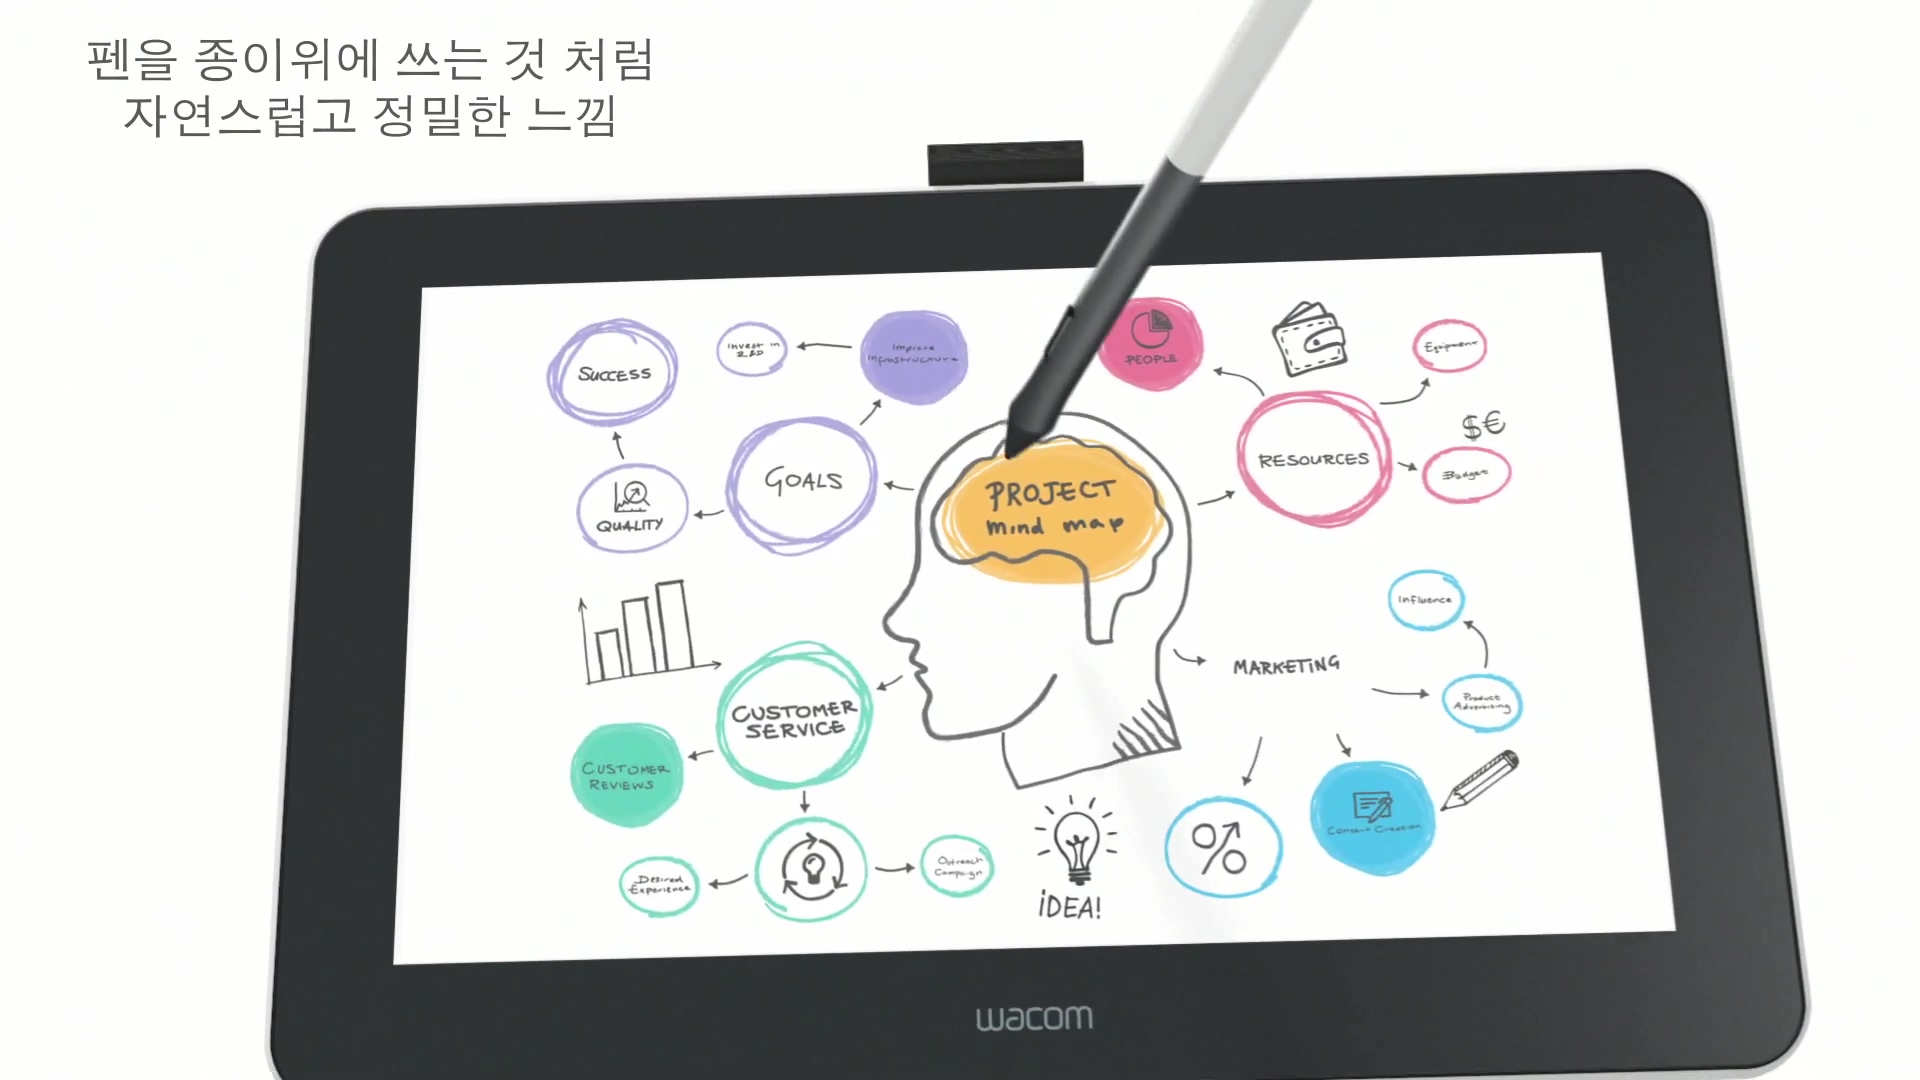 펜을 종이위에 쓰는 것 처럼
자연스럽고 정밀한 느낌
SUCCESS
Invest in
R&D
Improve
Infrastructure
PEOPLE
Equipment
$€
GOALS
RESOURCES
Budget
QUALITY
PROJECT
mind map
Influence
MARKETING
Product
Advertising
CUSTOMER
SERVICE
CUSTOMER
REVIEWS
Content Creation
Desired
Experience
Outreach
Campaign
iDEA!
wacom